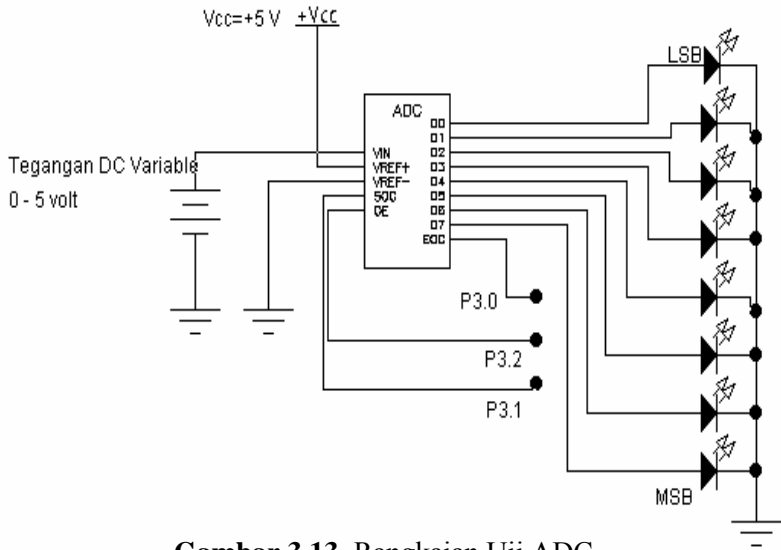 Vcc=+5 V +Vcc
LSB
ADC
D0
D1
VIN D2
VREF+ D3
VREF- D4
SOC D5
OE D6
D7
EOC
Tegangan DC Variable
0 - 5 volt
P3.0
P3.2
P3.1
MSB
Gambar 3.13 Rangkaian Uji ADC